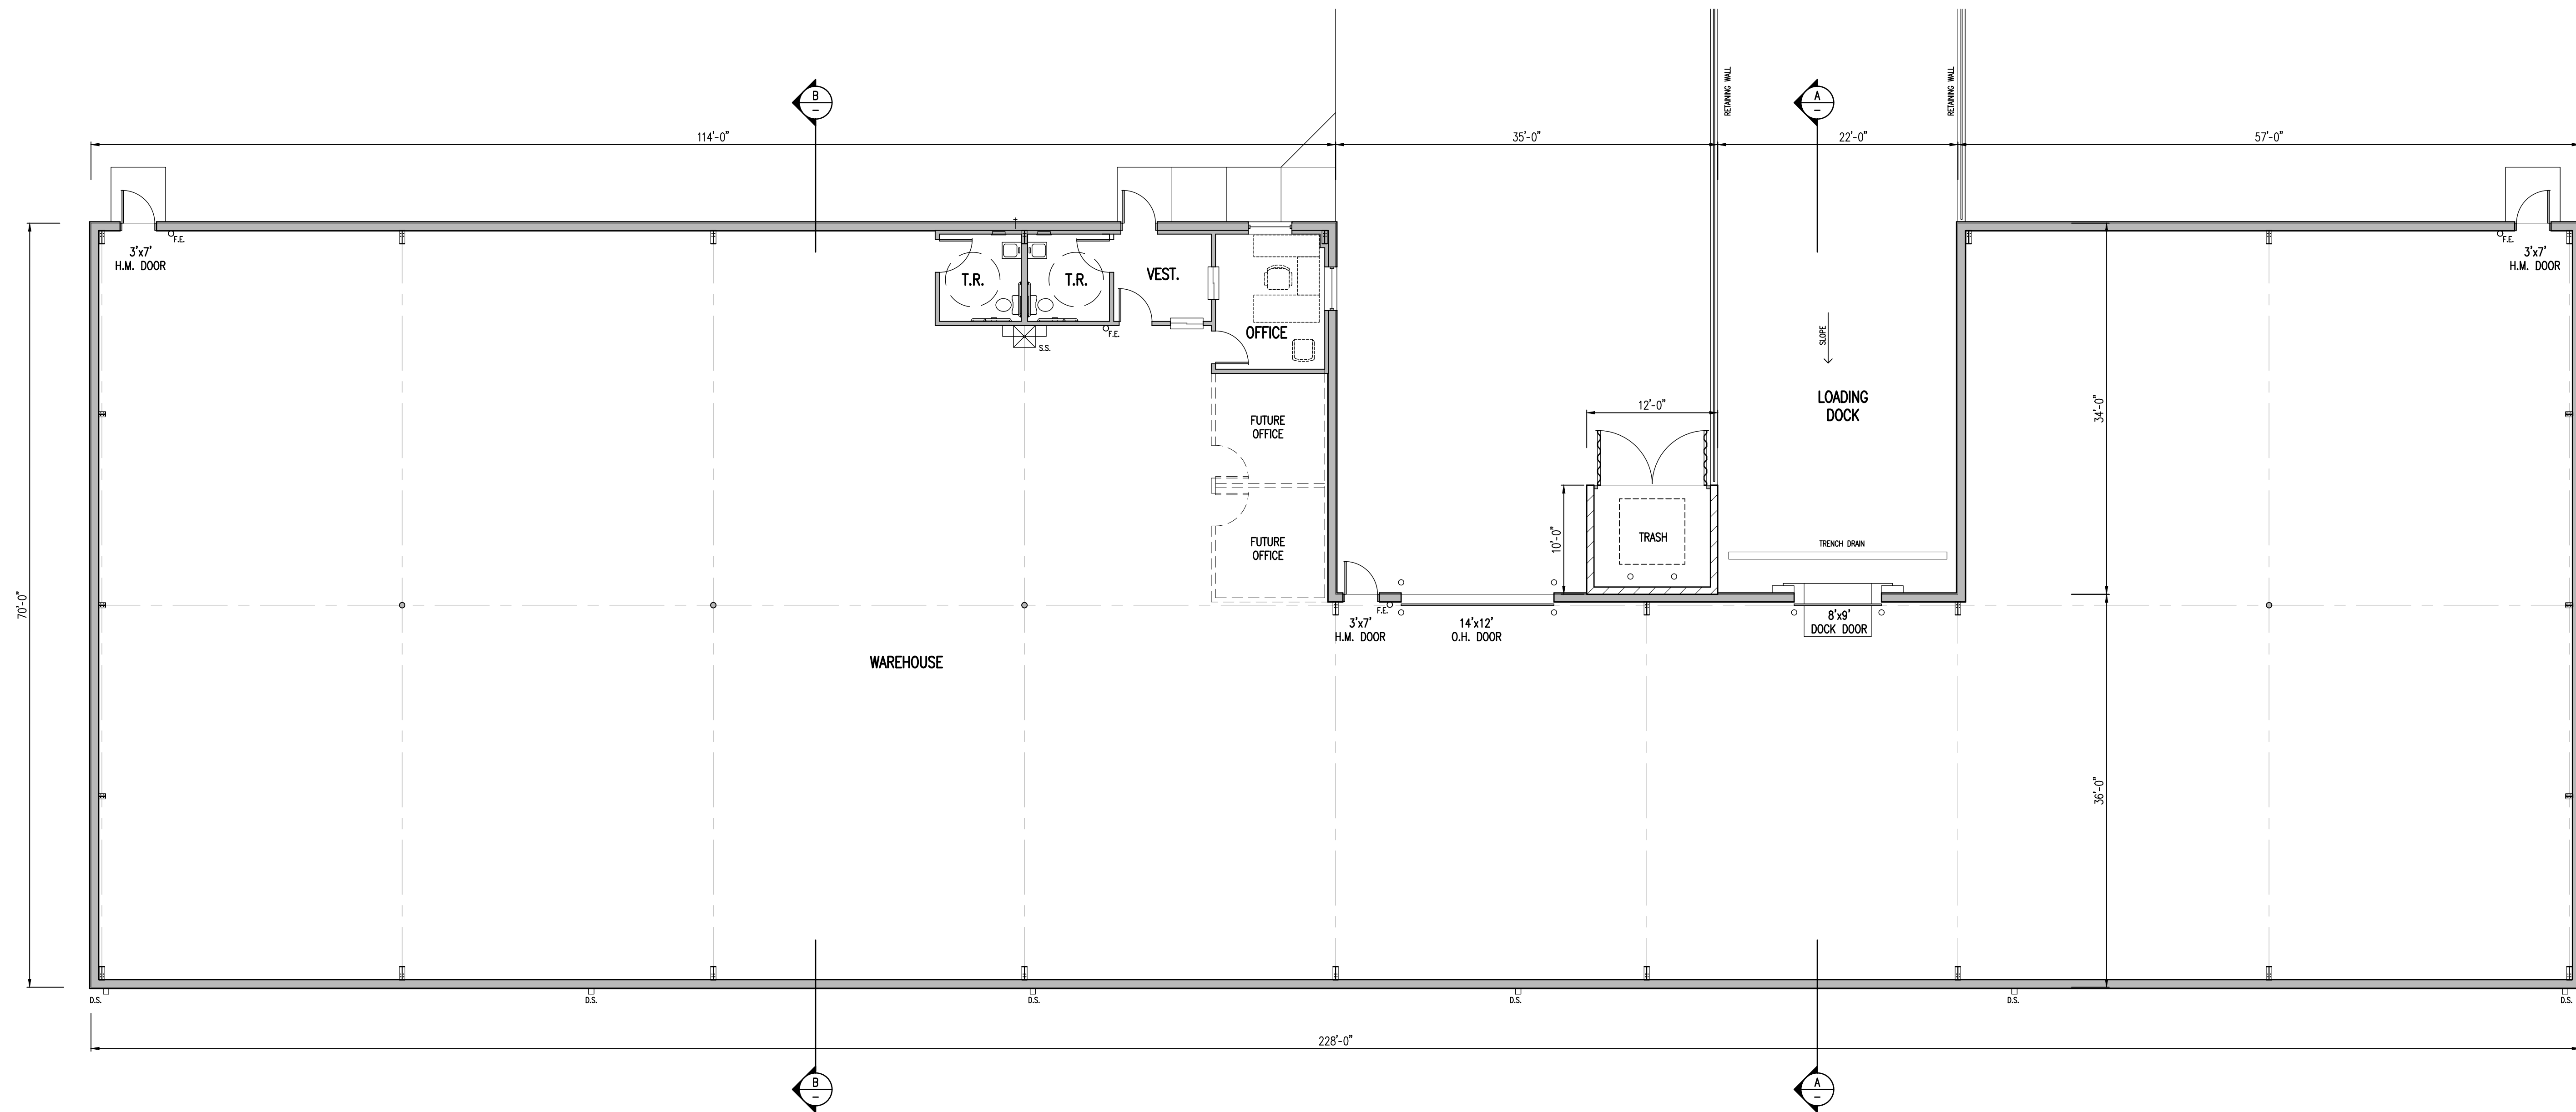 RETAINING WALL
RETAINING WALL
B
–
A
–
114'-0"
35'-0"
22'-0"
57'-0"
F.E.
3'x7'
H.M. DOOR
T.R.
T.R.
VEST.
OFFICE
F.E.
S.S.
F.E.
3'x7'
H.M. DOOR
SLOPE
LOADING
DOCK
34'-0"
12'-0"
FUTURE
OFFICE
10'-0"
TRASH
TRENCH DRAIN
FUTURE
OFFICE
70'-0"
F.E.
3'x7'
H.M. DOOR
14'x12'
O.H. DOOR
8'x9'
DOCK DOOR
WAREHOUSE
36'-0"
D.S.
D.S.
D.S.
D.S.
D.S.
D.S.
228'-0"
B
–
A
–